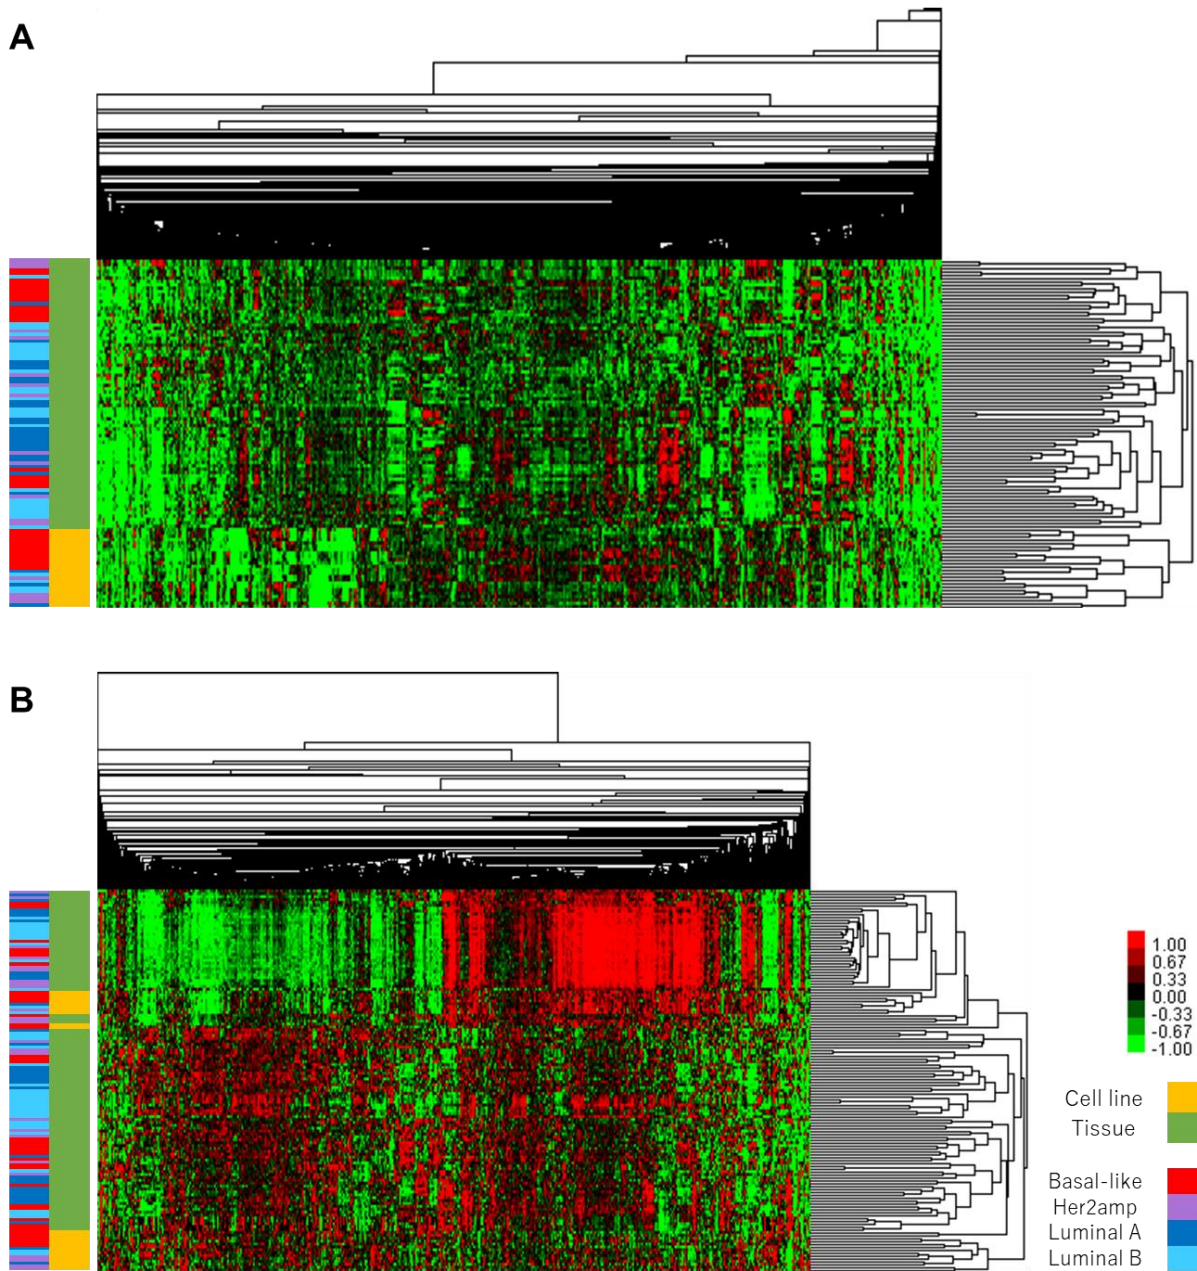 A
B
1.00
0.67
0.33
0.00
-0.33
-0.67
-1.00
Cell line
Tissue
Basal-like
Her2amp
Luminal A
Luminal B